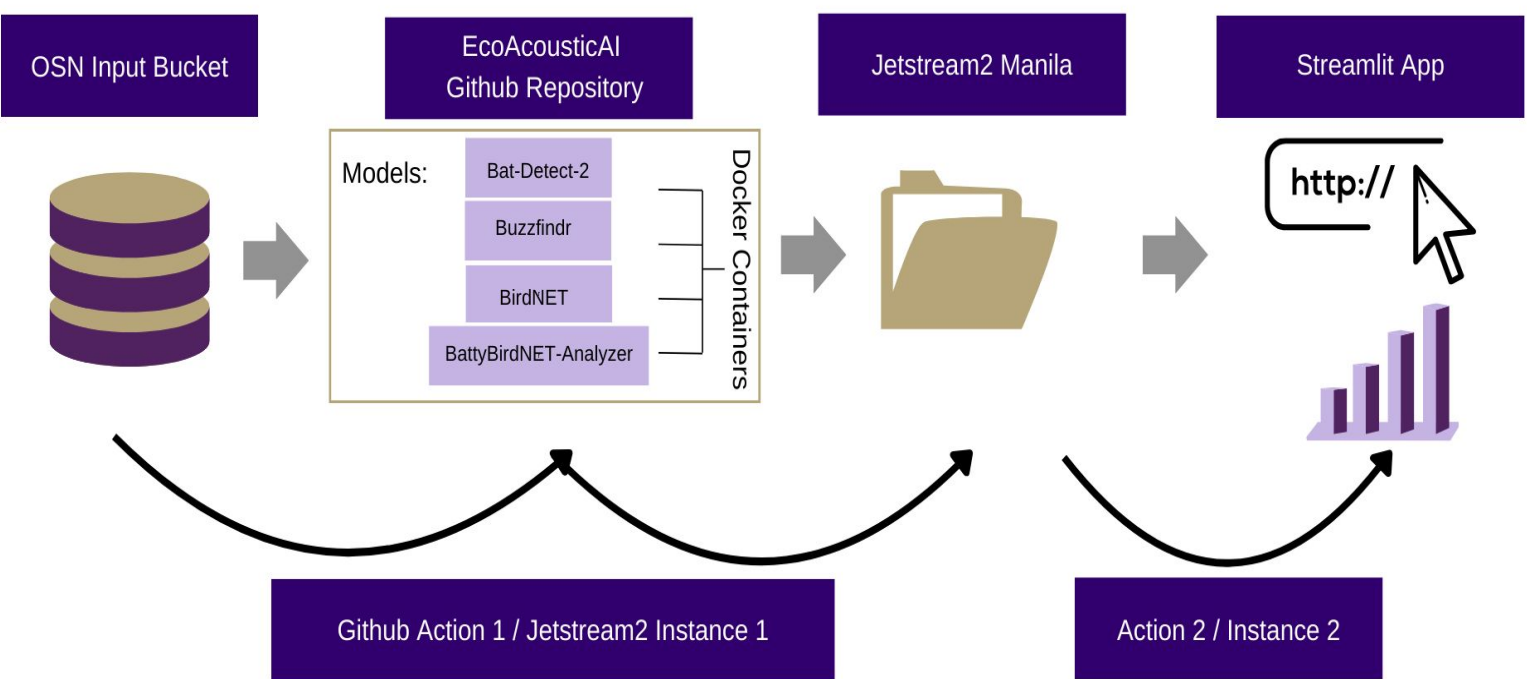 OSN Input Bucket
EcoAcousticAI
Github Repository
Jetstream2 Manila
Streamlit App
Models:
Bat-Detect-2
Buzzfindr
BirdNET
BattyBirdNET-Analyzer
Docker Containers
http://
Github Action 1 / Jetstream2 Instance 1
Action 2 / Instance 2